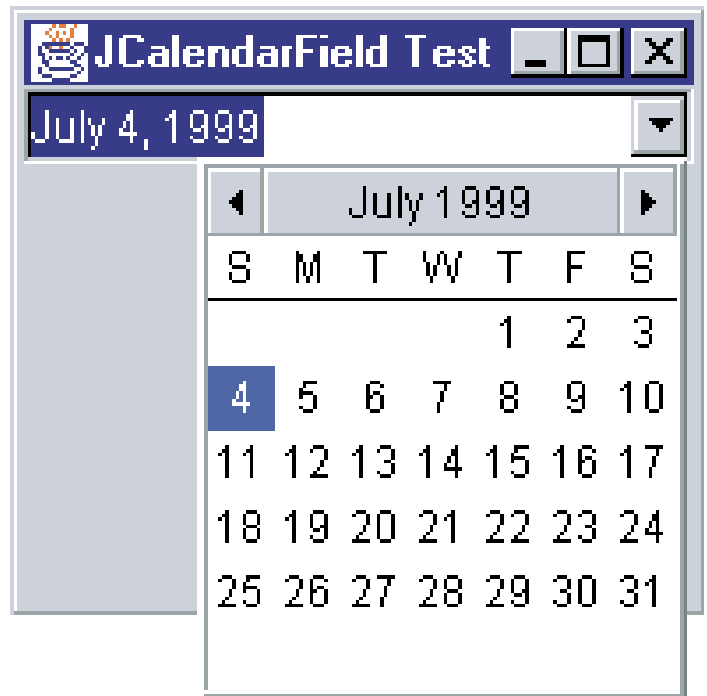 JCalendarField Test
July 4, 1999
July 1999
S M T W T F S
1 2 3
4 5 6 7 8 9 10
11 12 13 14 15 16 17
18 19 20 21 22 23 24
25 26 27 28 29 30 31